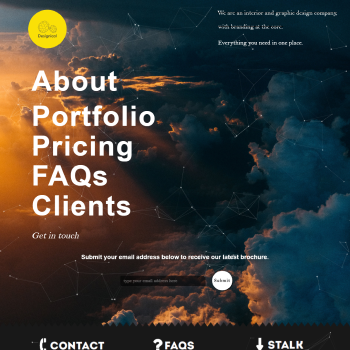 Designed
We are an interior and graphic design company,
with branding at the core.
Everything you need in one place.
About
Portfolio
Pricing
FAQs
Clients
Get in touch
Submit your email address below to receive our latest brochure.
type your email address here
Submit
CONTACT
FAQS
STALK